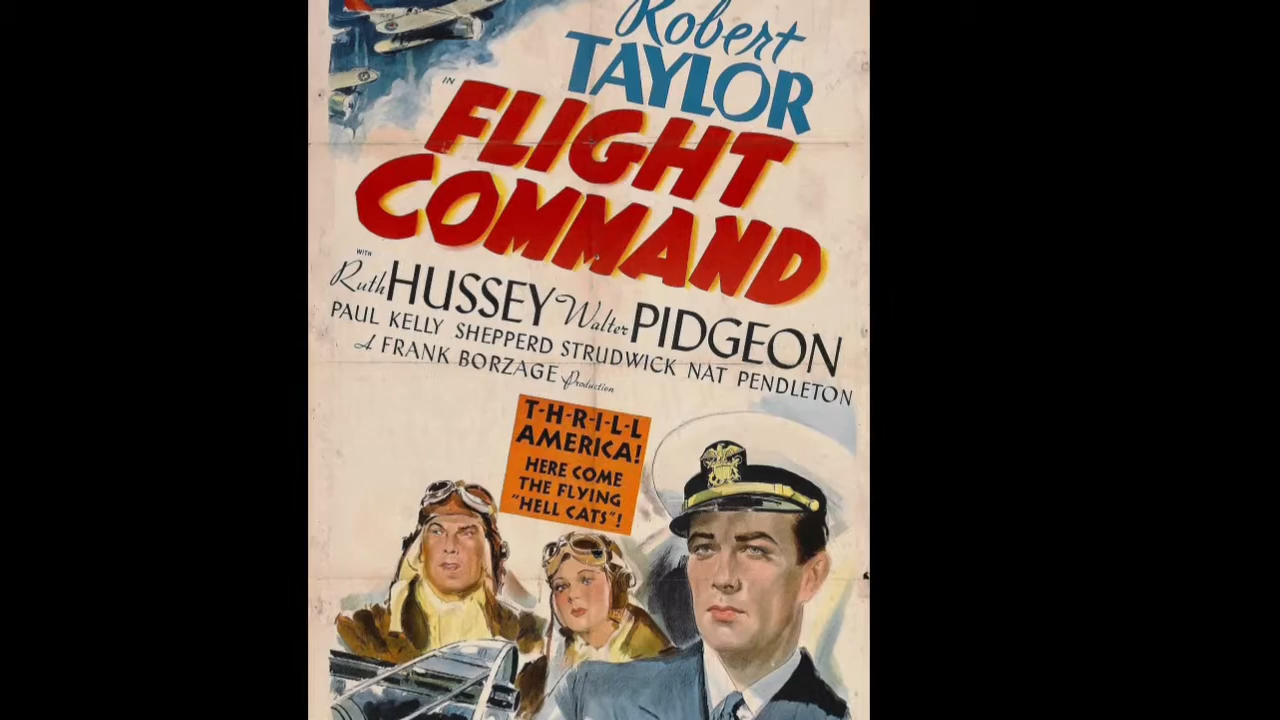 Robert
TAYLOR
IN
FLIGHT
COMMAND
WITH
Ruth HUSSEY Walter PIDGEON
PAUL KELLY SHEPPERD STRUDWICK NAT PENDLETON
A FRANK BORZAGE Production
T-H-R-I-L-L
AMERICA!
HERE COME
THE FLYING
"HELL CATS"!